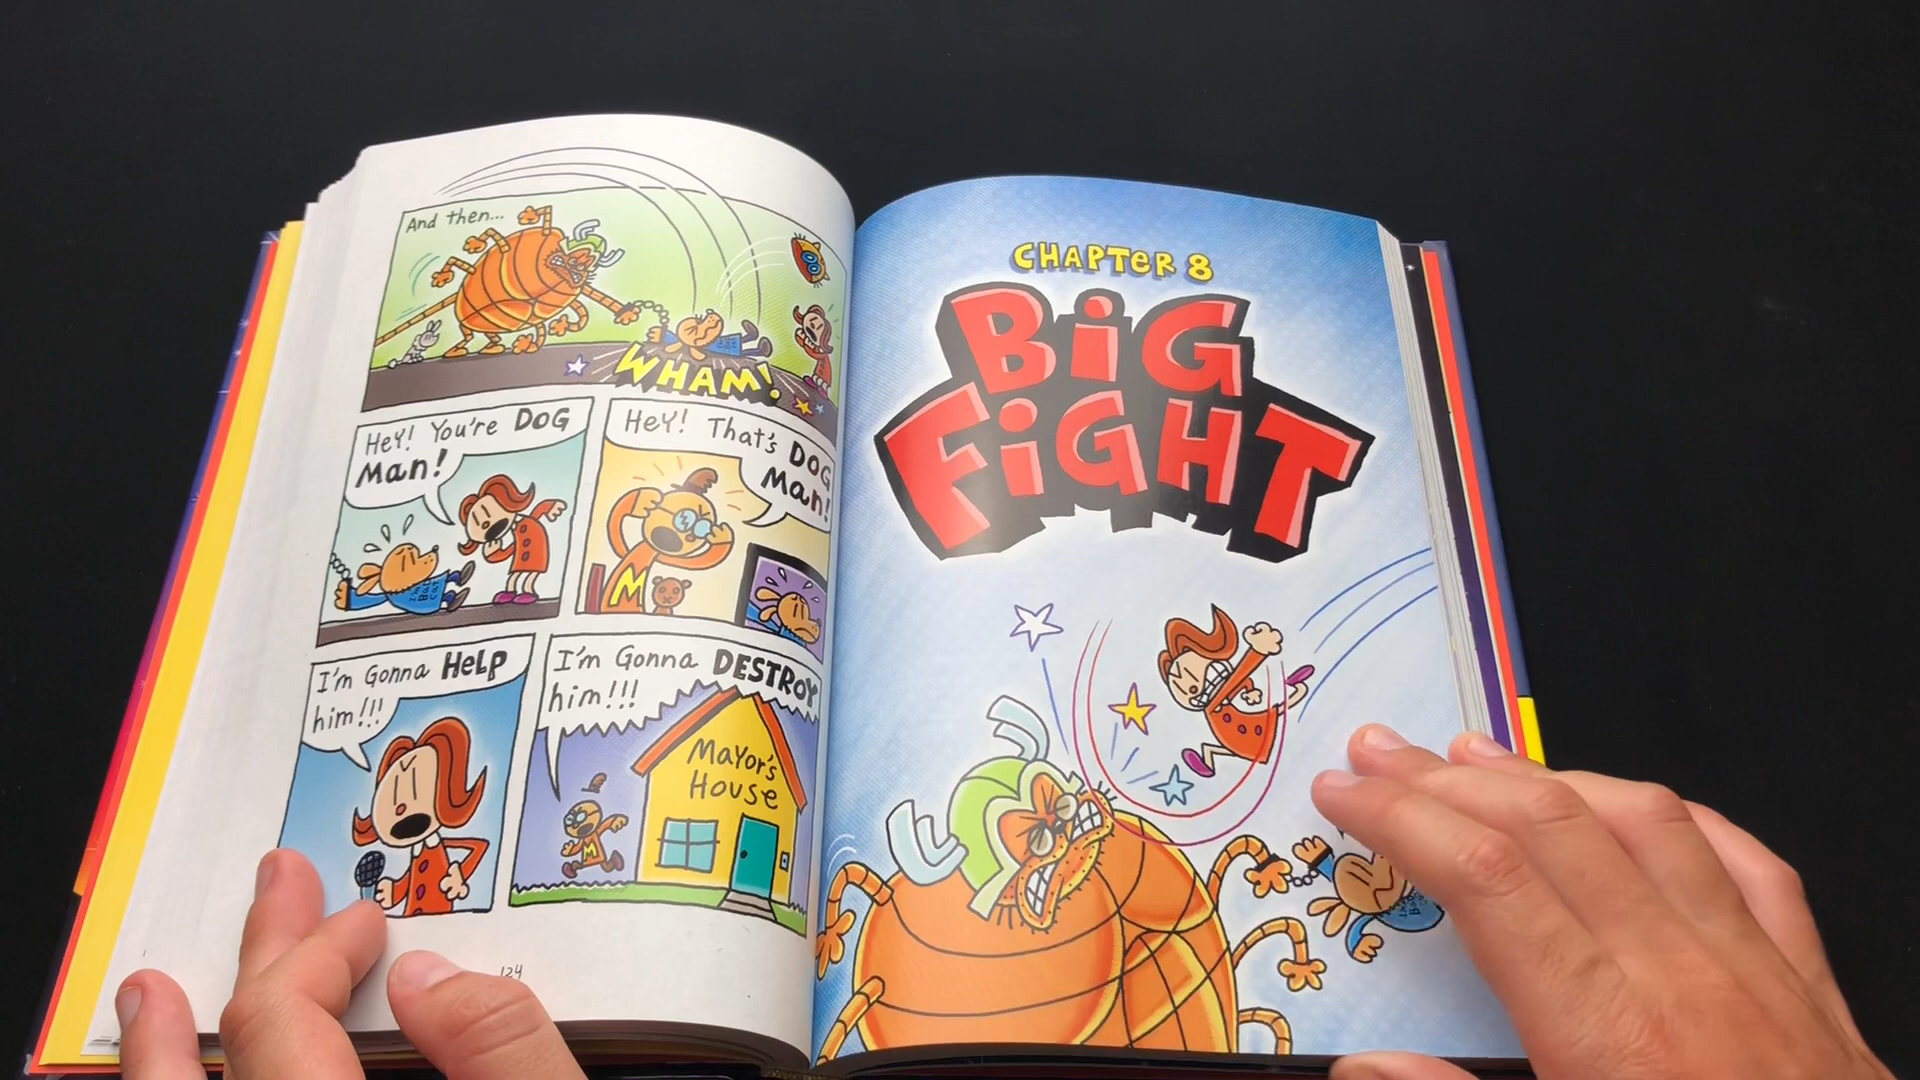 And then...
WHAM!
Hey! You're DOG
Man!
Hey! That's DOG
Man!
M
I'm Gonna HELP
him!!!
I'm Gonna DESTROY
him!!!
Mayor's
House
M
124
CHAPTER 8
BiG
FiGHT